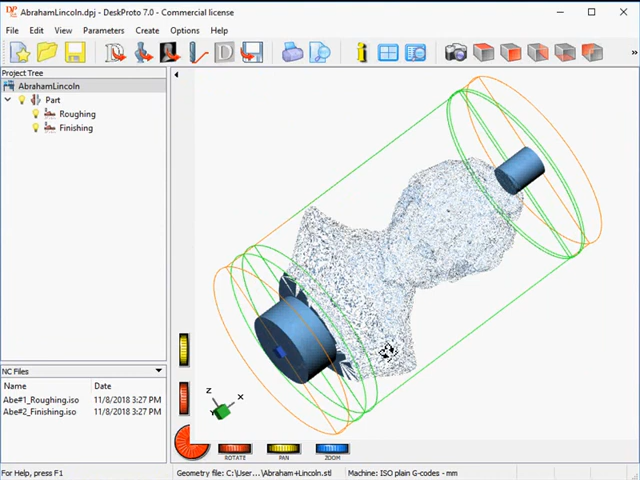 AbrahamLincoln.dpj - DeskProto 7.0 - Commercial license
File Edit View Parameters Create Options Help
Project Tree
AbrahamLincoln
Part
Roughing
Finishing
NC Files
Name Date
Abe#1_Roughing.iso 11/8/2018 3:27 PM
Abe#2_Finishing.iso 11/8/2018 3:27 PM
Z
X
Y
ROTATE PAN ZOOM
For Help, press F1 Geometry file: C:\User...\Abraham+Lincoln.stl Machine: ISO plain G-codes - mm